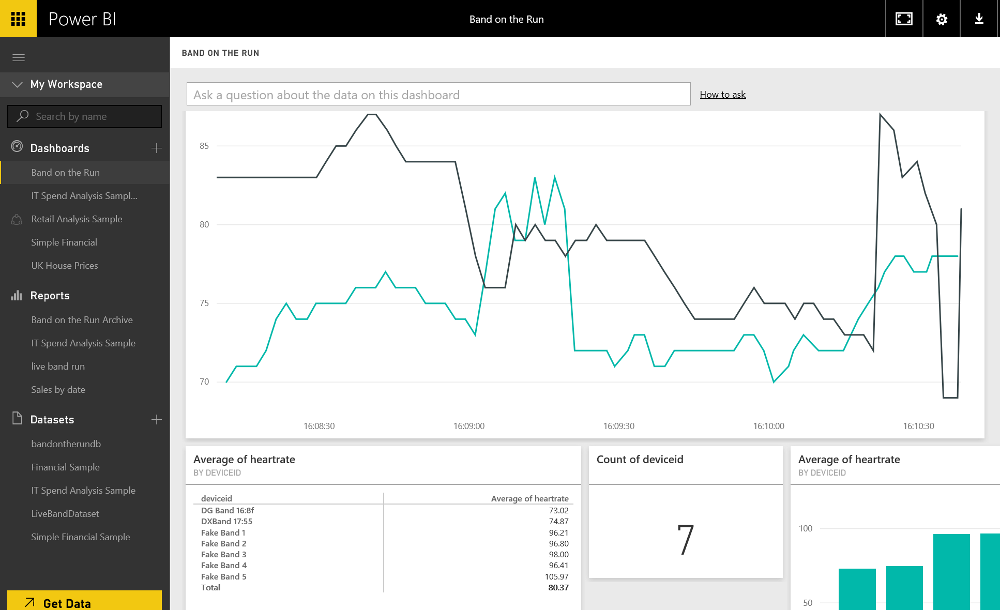 Power BI
Band on the Run
BAND ON THE RUN
My Workspace
Search by name
Dashboards
Band on the Run
IT Spend Analysis Sampl...
Retail Analysis Sample
Simple Financial
UK House Prices
Reports
Band on the Run Archive
IT Spend Analysis Sample
live band run
Sales by date
Datasets
bandontherundb
Financial Sample
IT Spend Analysis Sample
LiveBandDataset
Simple Financial Sample
Get Data
Ask a question about the data on this dashboard
How to ask
85
80
75
70
16:08:30 16:09:00 16:09:30 16:10:00 16:10:30
Average of heartrate
BY DEVICEID
deviceid Average of heartrate
DG Band 16:8f 73.02
DXBand 17:55 74.87
Fake Band 1 96.21
Fake Band 2 96.80
Fake Band 3 98.00
Fake Band 4 96.41
Fake Band 5 105.97
Total 80.37
Count of deviceid
7
Average of heartrate
BY DEVICEID
100
50